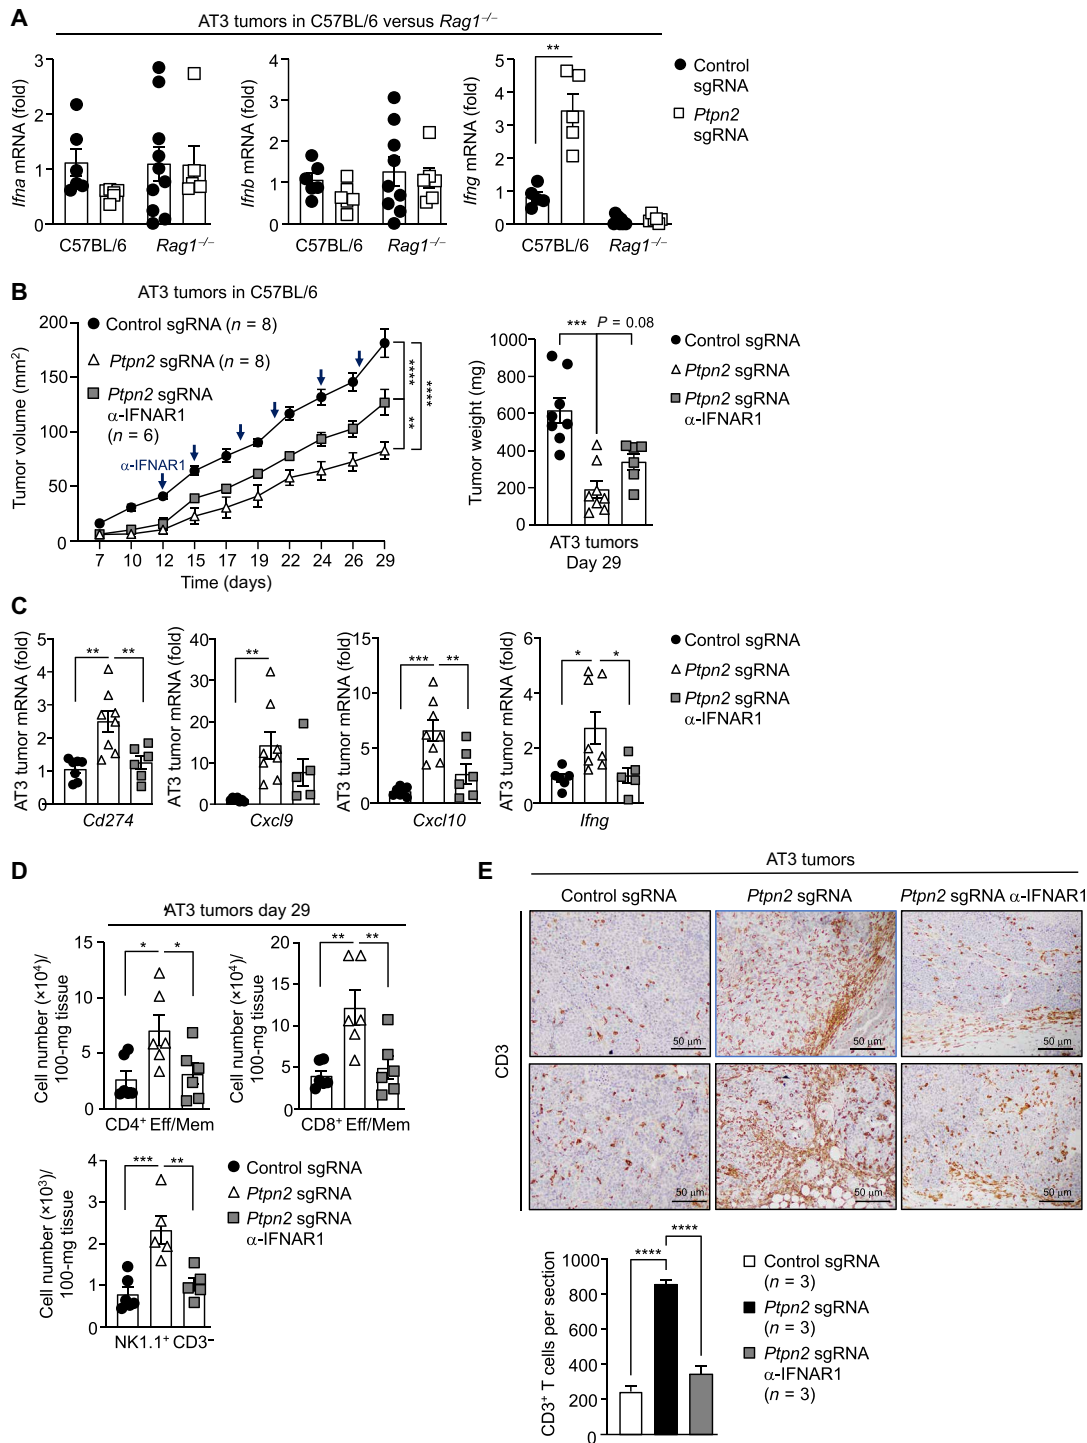 A
AT3 tumors in C57BL/6 versus Rag1–/–
Ifna mRNA (fold)
3
2
1
0
C57BL/6
Rag1–/–
Ifnb mRNA (fold)
4
3
2
1
0
C57BL/6
Rag1–/–
Ifng mRNA (fold)
5
4
3
2
1
0
**
C57BL/6
Rag1–/–
Control
sgRNA
Ptpn2
sgRNA
B
AT3 tumors in C57BL/6
Tumor volume (mm2)
200
150
100
50
0
Control sgRNA (n = 8)
Ptpn2 sgRNA (n = 8)
Ptpn2 sgRNA
α-IFNAR1
(n = 6)
α-IFNAR1
****
**
****
7 10 12 15 17 19 22 24 26 29
Time (days)
Tumor weight (mg)
1000
800
600
400
200
0
***
P = 0.08
AT3 tumors
Day 29
Control sgRNA
Ptpn2 sgRNA
Ptpn2 sgRNA
α-IFNAR1
C
AT3 tumor mRNA (fold)
5
4
3
2
1
0
** **
Cd274
AT3 tumor mRNA (fold)
40
30
20
10
0
**
Cxcl9
AT3 tumor mRNA (fold)
15
10
5
0
*** **
Cxcl10
AT3 tumor mRNA (fold)
6
4
2
0
* *
Ifng
Control sgRNA
Ptpn2 sgRNA
Ptpn2 sgRNA
α-IFNAR1
D
AT3 tumors day 29
Cell number (×104)/
100-mg tissue
15
10
5
0
* *
CD4+ Eff/Mem
Cell number (×104)/
100-mg tissue
20
15
10
5
0
** **
CD8+ Eff/Mem
Cell number (×103)/
100-mg tissue
4
3
2
1
0
*** **
NK1.1+ CD3–
Control sgRNA
Ptpn2 sgRNA
Ptpn2 sgRNA
α-IFNAR1
E
AT3 tumors
Control sgRNA
Ptpn2 sgRNA
Ptpn2 sgRNA α-IFNAR1
CD3
50 µm
50 µm
50 µm
50 µm
50 µm
50 µm
CD3+ T cells per section
1000
800
600
400
200
0
**** ****
Control sgRNA
(n = 3)
Ptpn2 sgRNA
(n = 3)
Ptpn2 sgRNA
α-IFNAR1
(n = 3)